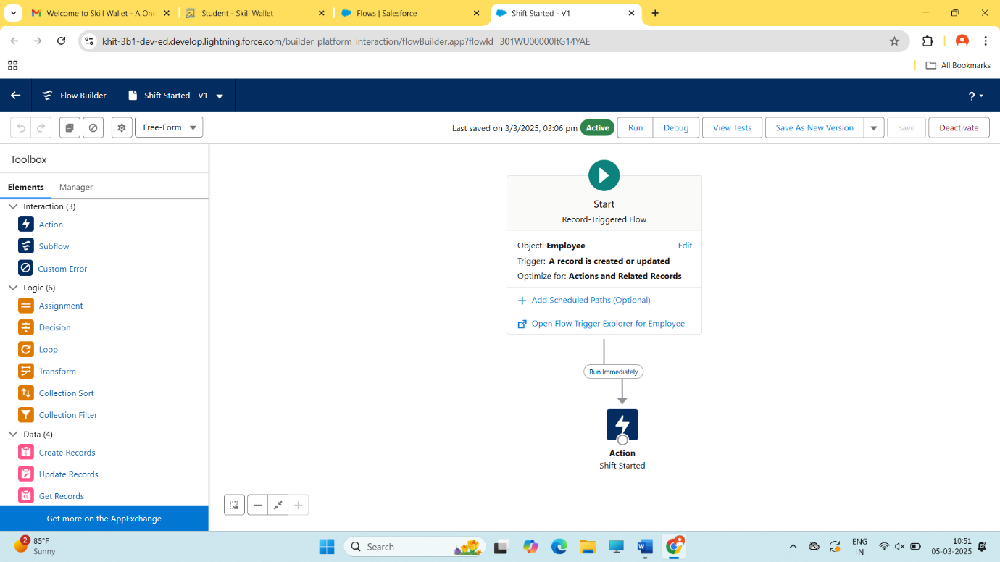 Welcome to Skill Wallet - A One
Student - Skill Wallet
Flows | Salesforce
Shift Started - V1
khit-3b1-dev-ed.develop.lightning.force.com/builder_platform_interaction/flowBuilder.app?flowId=301WU00000ltG14YAE
All Bookmarks
Flow Builder
Shift Started - V1
?
Free-Form
Last saved on 3/3/2025, 03:06 pm
Active
Run
Debug
View Tests
Save As New Version
Save
Deactivate
Toolbox
Elements
Manager
Interaction (3)
Action
Subflow
Custom Error
Logic (6)
Assignment
Decision
Loop
Transform
Collection Sort
Collection Filter
Data (4)
Create Records
Update Records
Get Records
Get more on the AppExchange
Start
Record-Triggered Flow
Object: Employee
Edit
Trigger: A record is created or updated
Optimize for: Actions and Related Records
Add Scheduled Paths (Optional)
Open Flow Trigger Explorer for Employee
Run Immediately
Action
Shift Started
2
85°F
Sunny
Search
ENG
IN
10:51
05-03-2025